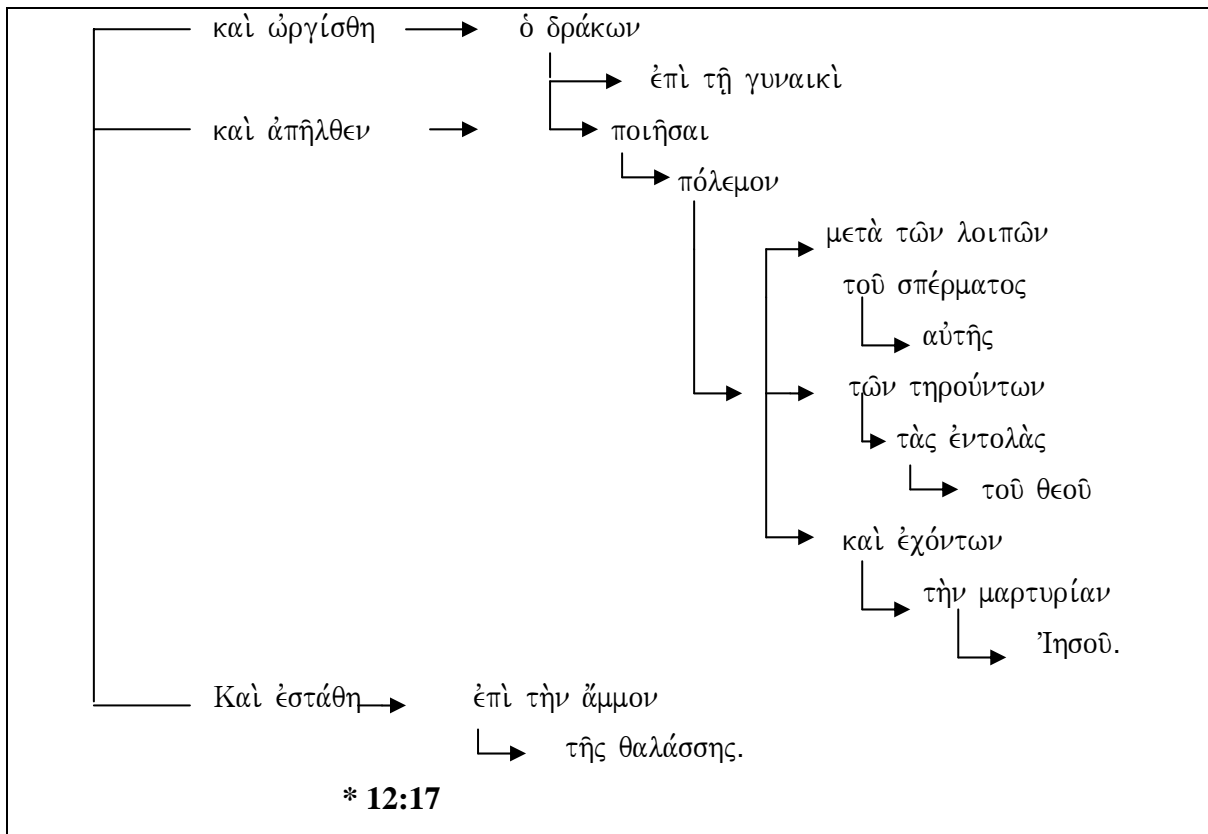 καὶ ὠργίσθη ὁ δράκων
ἐπὶ τῇ γυναικὶ
καὶ ἀπῆλθεν ποιῆσαι
πόλεμον
μετὰ τῶν λοιπῶν
τοῦ σπέρματος
αὐτῆς
τῶν τηρούντων
τὰς ἐντολὰς
τοῦ θεοῦ
καὶ ἐχόντων
τὴν μαρτυρίαν
Ἰησοῦ.
Καὶ ἐστάθη ἐπὶ τὴν ἄμμον
τῆς θαλάσσης.
* 12:17